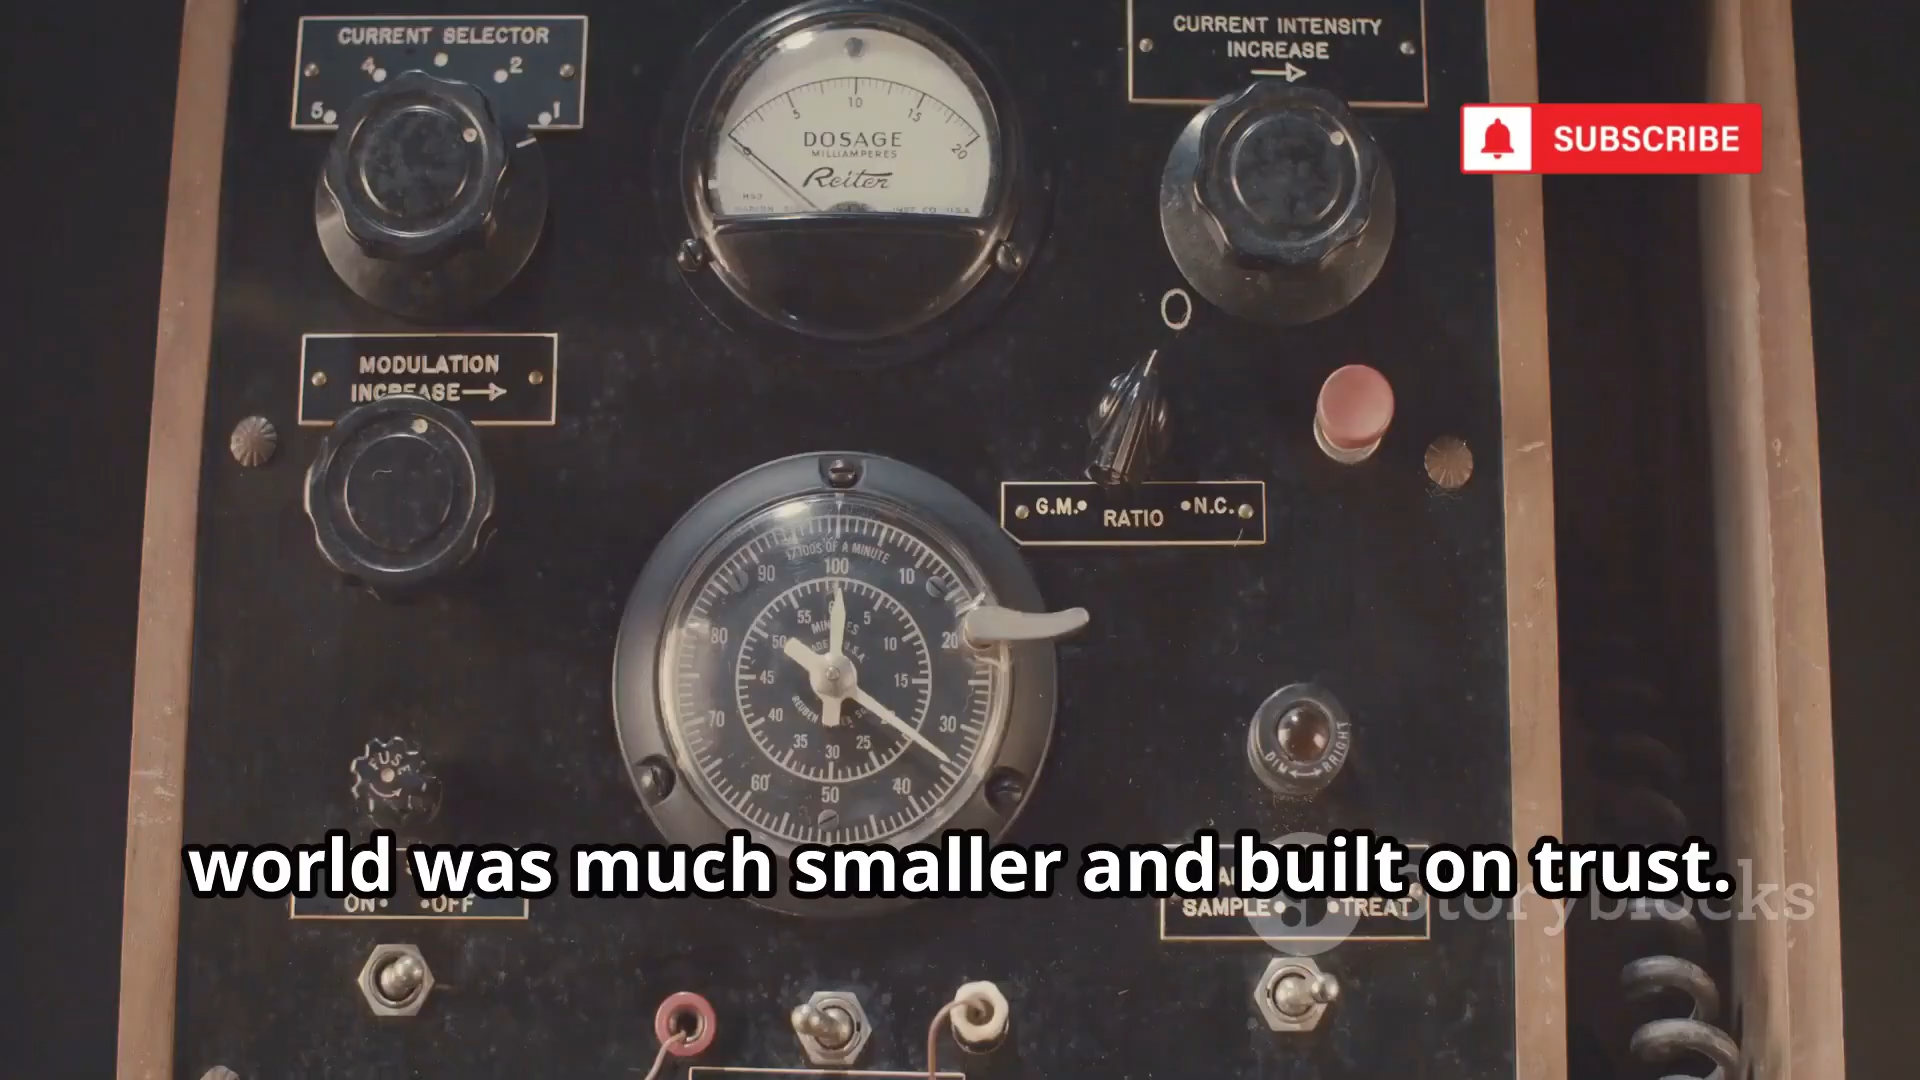 CURRENT SELECTOR
4
2
5
1
5
10
15
20
0
DOSAGE
MILLIAMPERES
Reiter
CURRENT INTENSITY
INCREASE
SUBSCRIBE
MODULATION
INCREASE
G.M.
RATIO
N.C.
1/100S OF A MINUTE
100
10
20
30
40
50
60
70
80
90
55
5
10
15
25
30
35
40
45
50
MINUTES
FUSE
DIM
BRIGHT
world was much smaller and built on trust.
ON
OFF
SAMPLE
TREAT
Storyblocks